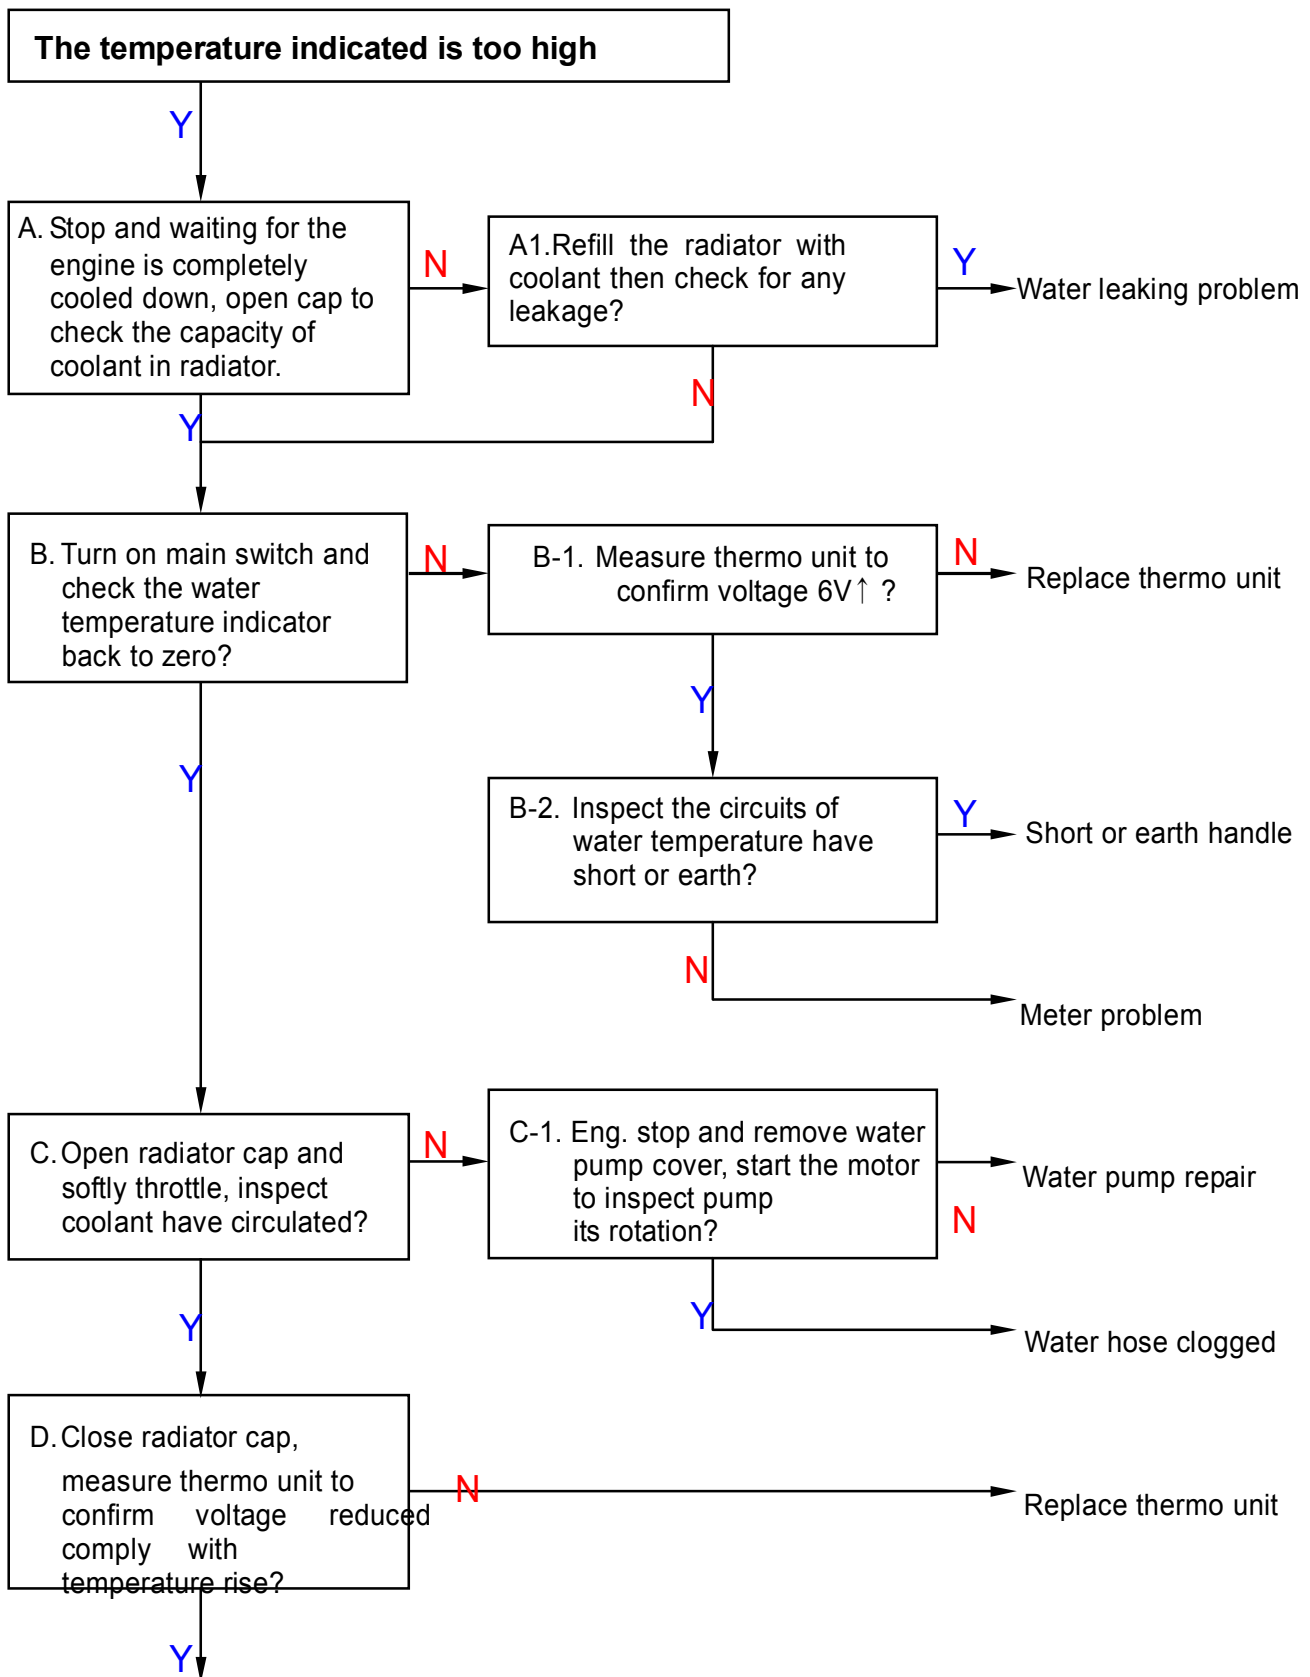 The temperature indicated is too high
Y
A. Stop and waiting for the
engine is completely
cooled down, open cap to
check the capacity of
coolant in radiator.
N
A1.Refill the radiator with
coolant then check for any
leakage?
Y
Water leaking problem
N
Y
B. Turn on main switch and
check the water
temperature indicator
back to zero?
N
B-1. Measure thermo unit to
confirm voltage 6V↑ ?
N
Replace thermo unit
Y
Y
B-2. Inspect the circuits of
water temperature have
short or earth?
Y
Short or earth handle
N
Meter problem
C. Open radiator cap and
softly throttle, inspect
coolant have circulated?
N
C-1. Eng. stop and remove water
pump cover, start the motor
to inspect pump
its rotation?
Water pump repair
N
Y
Y
Water hose clogged
D. Close radiator cap,
measure thermo unit to
confirm voltage reduced
comply with
temperature rise?
N
Replace thermo unit
Y